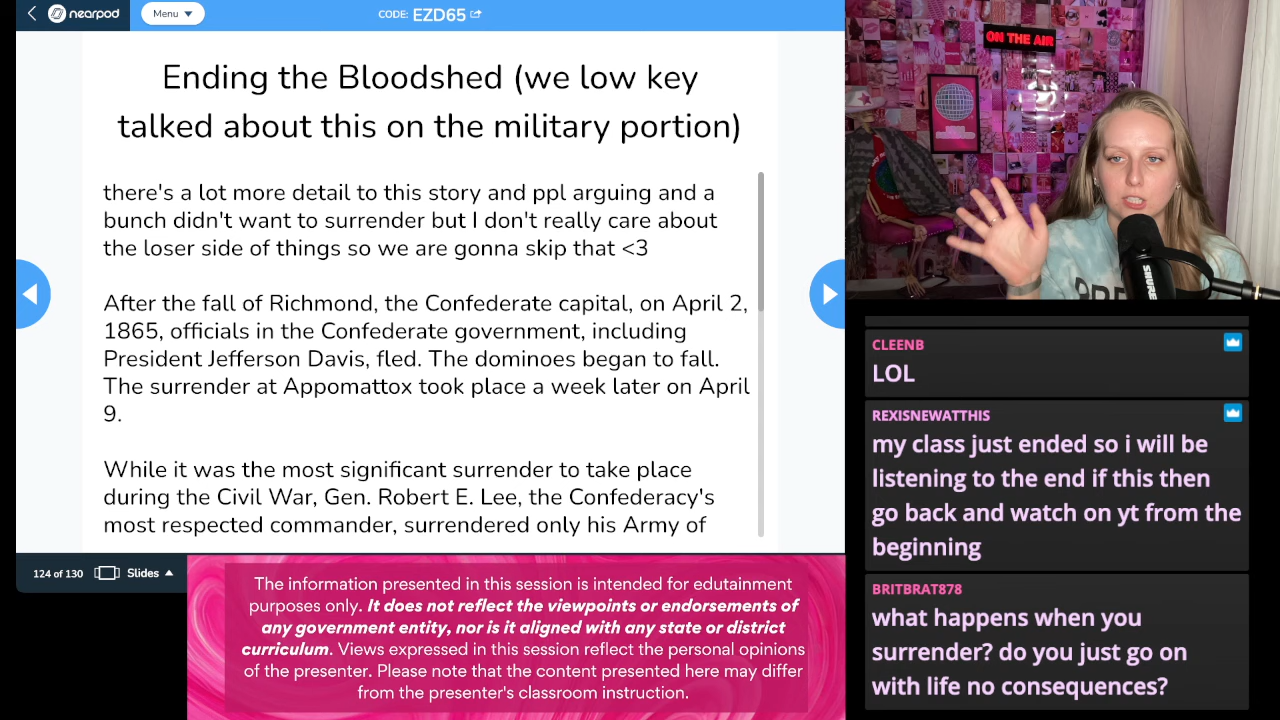 nearpod
Menu
CODE: EZD65
Ending the Bloodshed (we low key
talked about this on the military portion)
there's a lot more detail to this story and ppl arguing and a
bunch didn't want to surrender but I don't really care about
the loser side of things so we are gonna skip that <3
After the fall of Richmond, the Confederate capital, on April 2,
1865, officials in the Confederate government, including
President Jefferson Davis, fled. The dominoes began to fall.
The surrender at Appomattox took place a week later on April
9.
While it was the most significant surrender to take place
during the Civil War, Gen. Robert E. Lee, the Confederacy's
most respected commander, surrendered only his Army of
124 of 130
Slides
The information presented in this session is intended for edutainment
purposes only. It does not reflect the viewpoints or endorsements of
any government entity, nor is it aligned with any state or district
curriculum. Views expressed in this session reflect the personal opinions
of the presenter. Please note that the content presented here may differ
from the presenter's classroom instruction.
ON THE AIR
SHURE
CLEENB
LOL
REXISNEWATTHIS
my class just ended so i will be
listening to the end if this then
go back and watch on yt from the
beginning
BRITBRAT878
what happens when you
surrender? do you just go on
with life no consequences?